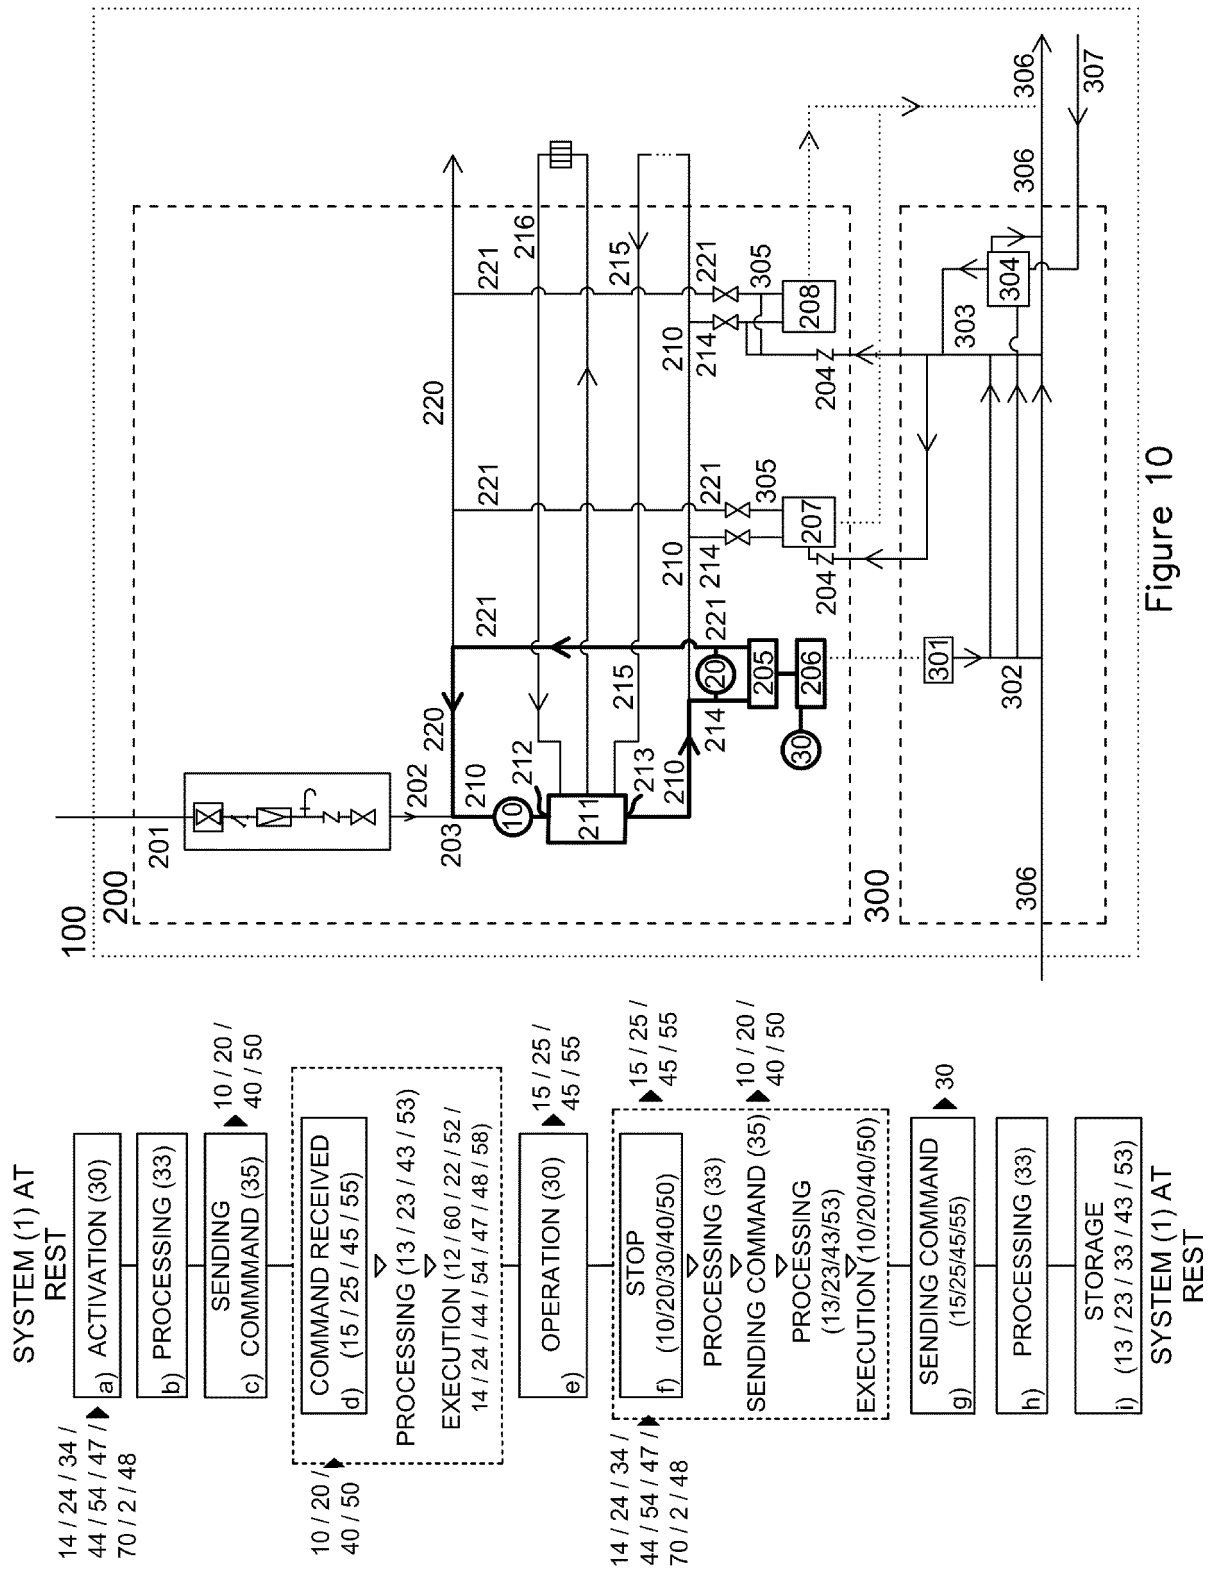 SYSTEM (1) AT
REST
14 / 24 / 34 /
44 / 54 / 47 /
70 / 2 / 48
a) ACTIVATION (30)
b) PROCESSING (33)
SENDING
c) COMMAND (35)
10 / 20 /
40 / 50
COMMAND RECEIVED
d) (15 / 25 / 45 / 55)
10 / 20 /
40 / 50
PROCESSING (13 / 23 / 43 / 53)
EXECUTION (12 / 60 / 22 / 52 /
14 / 24 / 44 / 54 / 47 / 48 / 58)
e) OPERATION (30)
15 / 25 /
45 / 55
14 / 24 / 34 /
44 / 54 / 47 /
70 / 2 / 48
STOP
f) (10/20/30/40/50)
15 / 25 /
45 / 55
PROCESSING (33)
SENDING COMMAND (35)
10 / 20 /
40 / 50
PROCESSING
(13/23/43/53)
EXECUTION (10/20/40/50)
SENDING COMMAND
g) (15/25/45/55)
30
h) PROCESSING (33)
STORAGE
i) (13 / 23 / 33 / 43 / 53)
SYSTEM (1) AT
REST
100
200
201
202
203
220
221
220
221
221
210
10
212
211
213
216
215
215
210
214
20
221
205
206
30
210
214
221
305
207
204
210
214
221
305
208
204
300
301
302
303
304
306
306
306
307
Figure 10